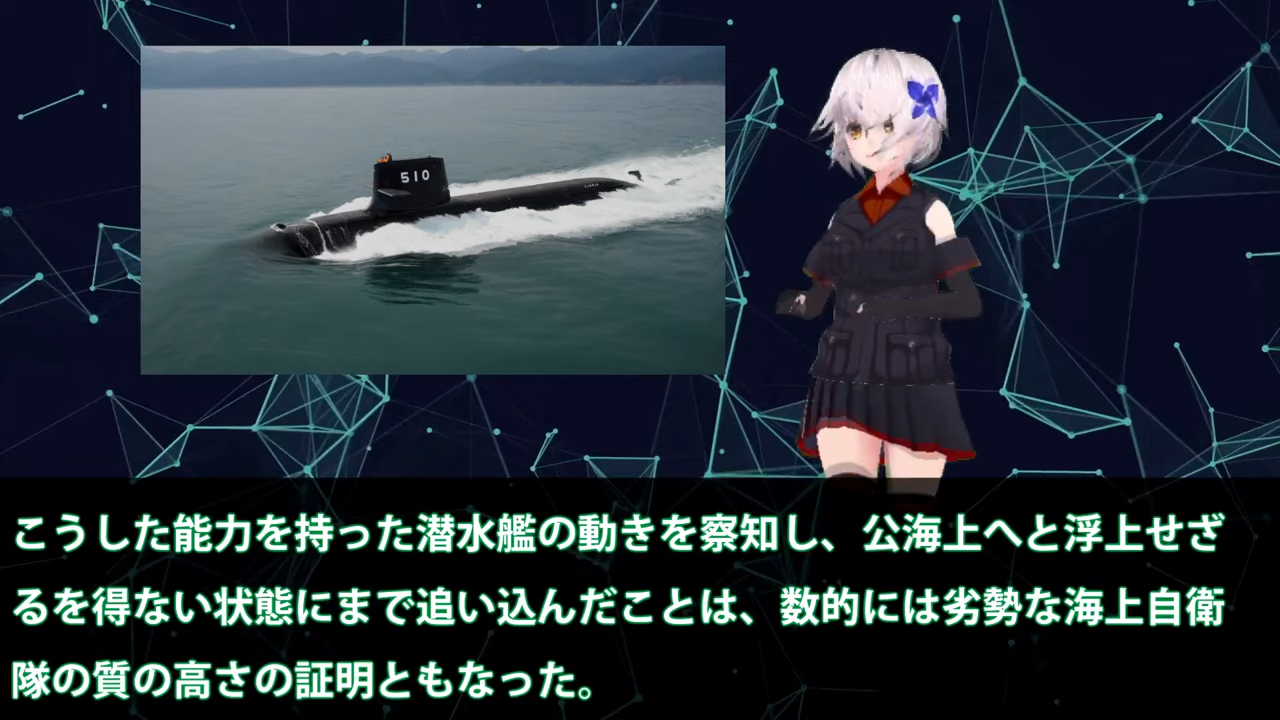 510
こうした能力を持った潜水艦の動きを察知し、公海上へと浮上せざ
るを得ない状態にまで追い込んだことは、数的には劣勢な海上自衛
隊の質の高さの証明ともなった。